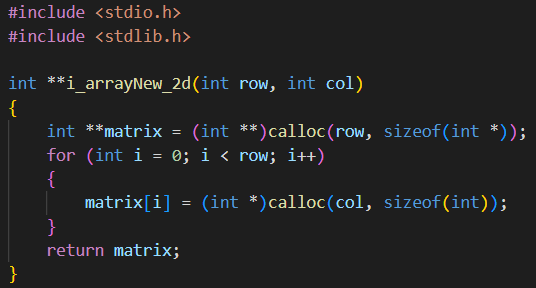 #include <stdio.h>
#include <stdlib.h>

int **i_arrayNew_2d(int row, int col)
{
    int **matrix = (int **)calloc(row, sizeof(int *));
    for (int i = 0; i < row; i++)
    {
        matrix[i] = (int *)calloc(col, sizeof(int));
    }
    return matrix;
}